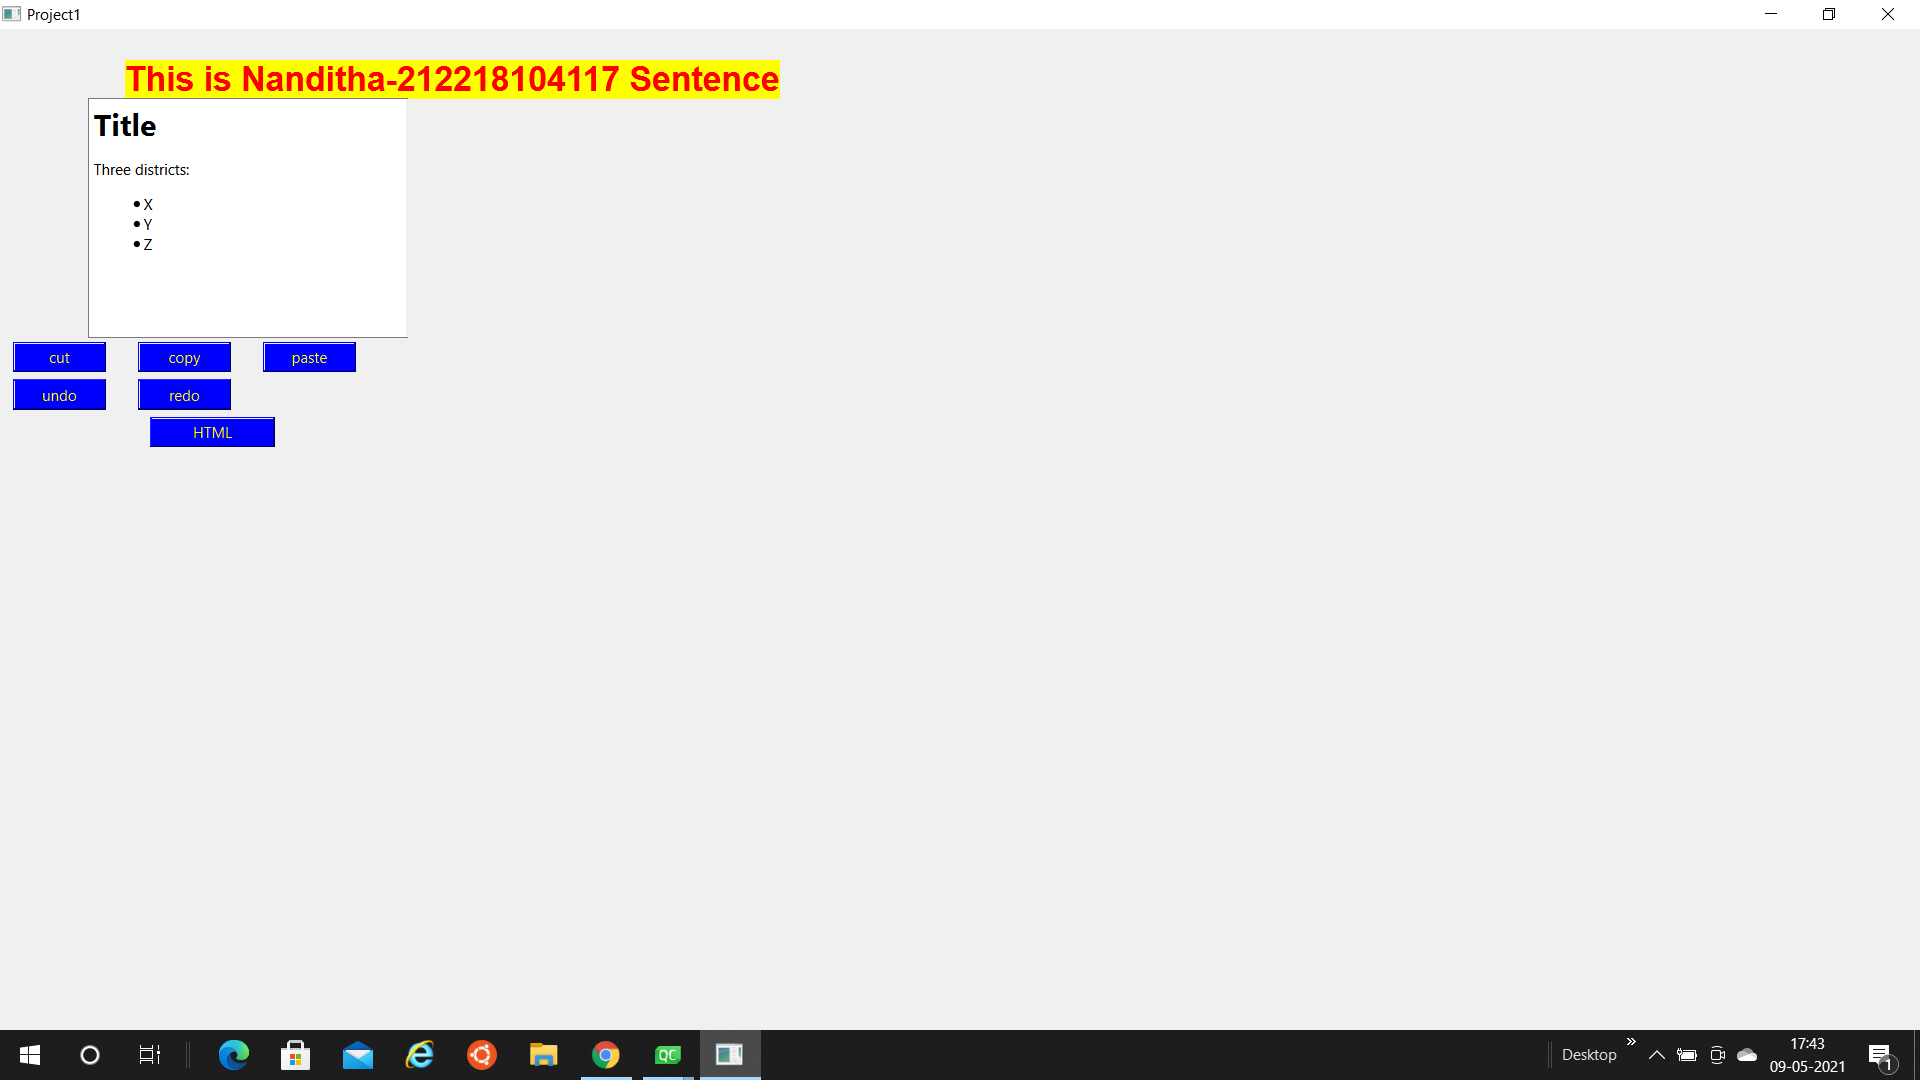 Project1
This is Nanditha-212218104117 Sentence
Title
Three districts:
• X
• Y
• Z
cut copy paste
undo redo
HTML
QC
Desktop
17:43
09-05-2021
1